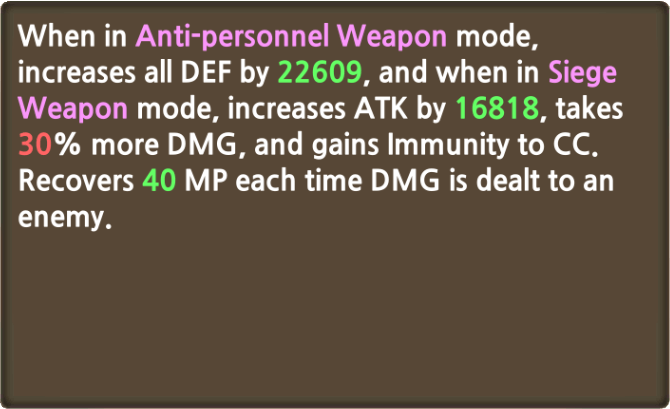 When in Anti-personnel Weapon mode,
increases all DEF by 22609, and when in Siege
Weapon mode, increases ATK by 16818, takes
30% more DMG, and gains Immunity to CC.
Recovers 40 MP each time DMG is dealt to an
enemy.